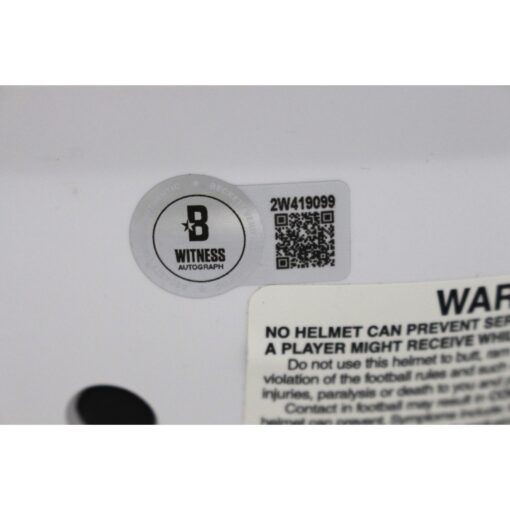 2W419099
B
WITNESS
AUTOGRAPH
WAR
NO HELMET CAN PREVENT SER
A PLAYER MIGHT RECEIVE WHIL
Do not use this helmet to butt, ram
violation of the football rules and such
injuries, paralysis or death to you and
Contact in football may result in CO
helmet can prevent. Symptoms include